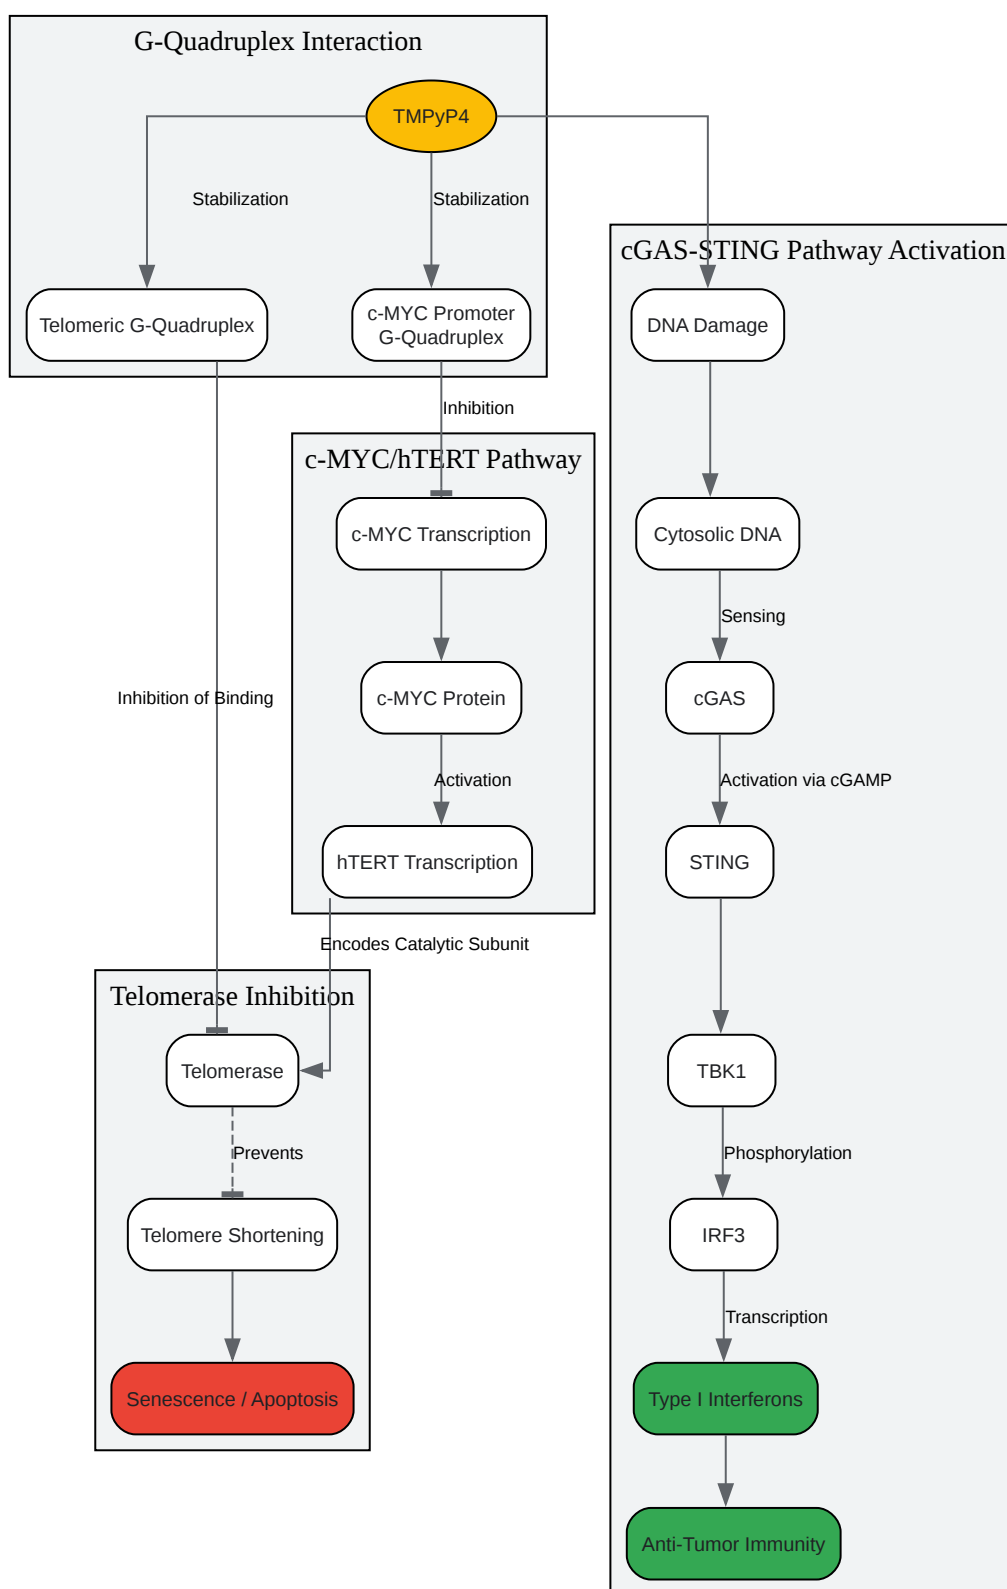 G-Quadruplex Interaction
TMPyP4
Stabilization
Stabilization
Telomeric G-Quadruplex
c-MYC Promoter
G-Quadruplex
Inhibition
c-MYC/hTERT Pathway
c-MYC Transcription
c-MYC Protein
Inhibition of Binding
Activation
hTERT Transcription
Encodes Catalytic Subunit
Telomerase Inhibition
Telomerase
Prevents
Telomere Shortening
Senescence / Apoptosis
cGAS-STING Pathway Activation
DNA Damage
Cytosolic DNA
Sensing
cGAS
Activation via cGAMP
STING
TBK1
Phosphorylation
IRF3
Transcription
Type I Interferons
Anti-Tumor Immunity